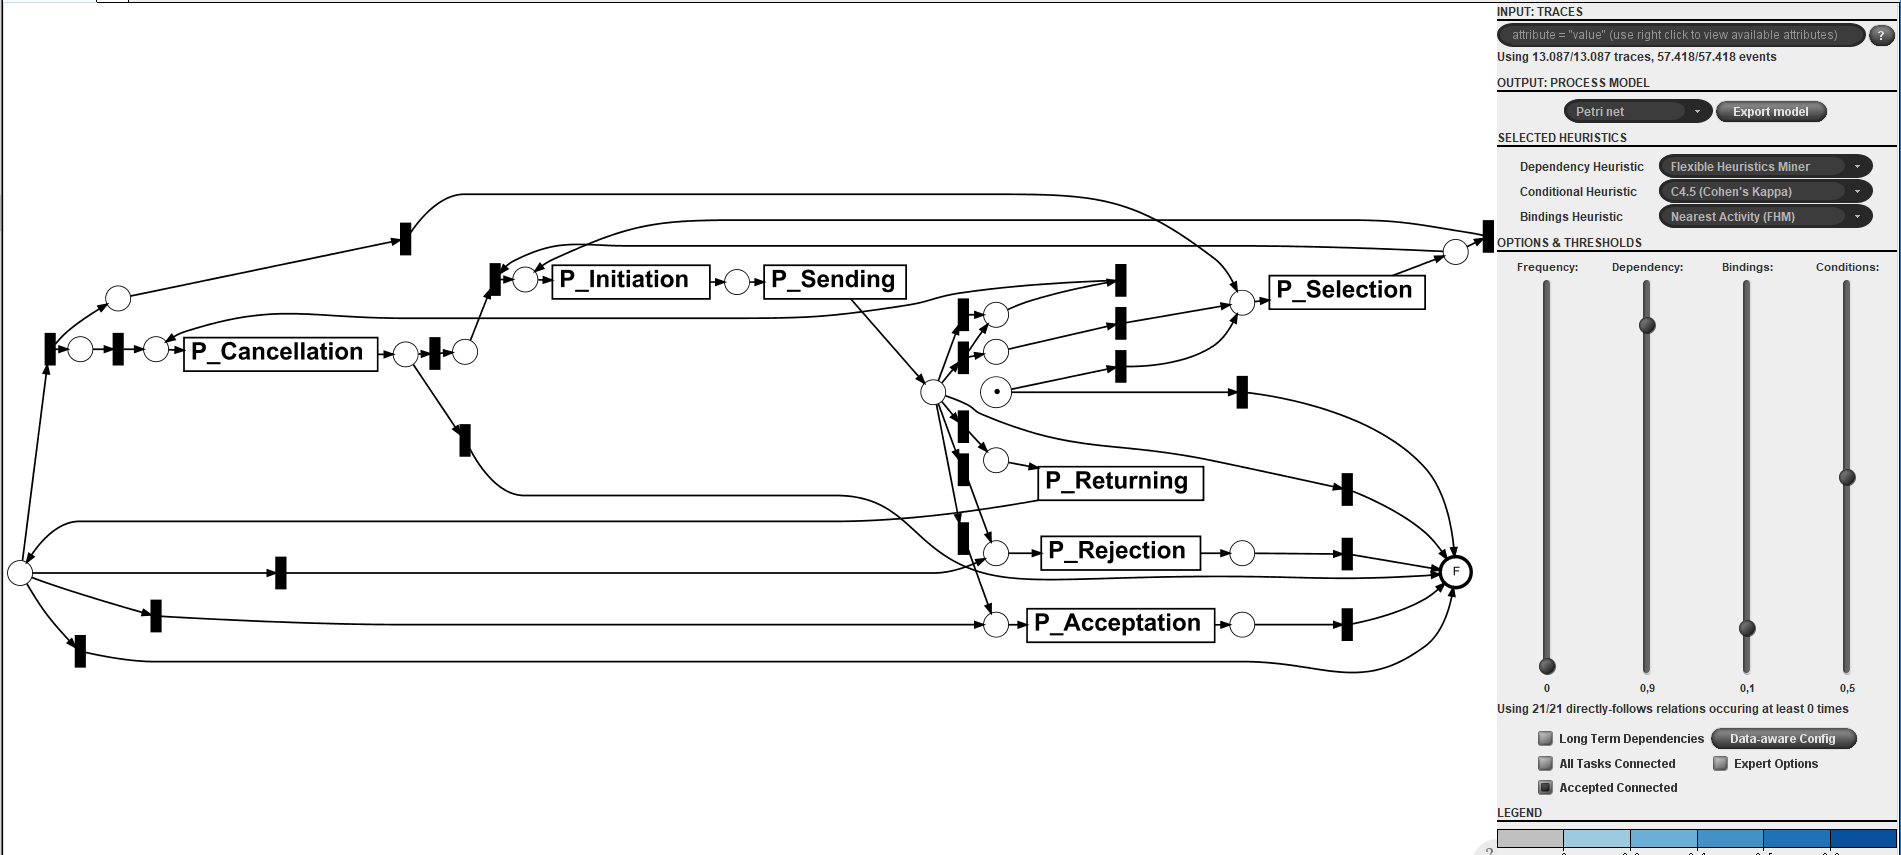 INPUT: TRACES
attribute = "value" (use right click to view available attributes)
?
Using 13.087/13.087 traces, 57.418/57.418 events
OUTPUT: PROCESS MODEL
Petri net
Export model
SELECTED HEURISTICS
Dependency Heuristic
Flexible Heuristics Miner
Conditional Heuristic
C4.5 (Cohen's Kappa)
Bindings Heuristic
Nearest Activity (FHM)
OPTIONS & THRESHOLDS
Frequency:
Dependency:
Bindings:
Conditions:
0
0,9
0,1
0,5
Using 21/21 directly-follows relations occuring at least 0 times
Long Term Dependencies
Data-aware Config
All Tasks Connected
Expert Options
Accepted Connected
LEGEND
P_Initiation
P_Sending
P_Selection
P_Cancellation
P_Returning
P_Rejection
F
P_Acceptation